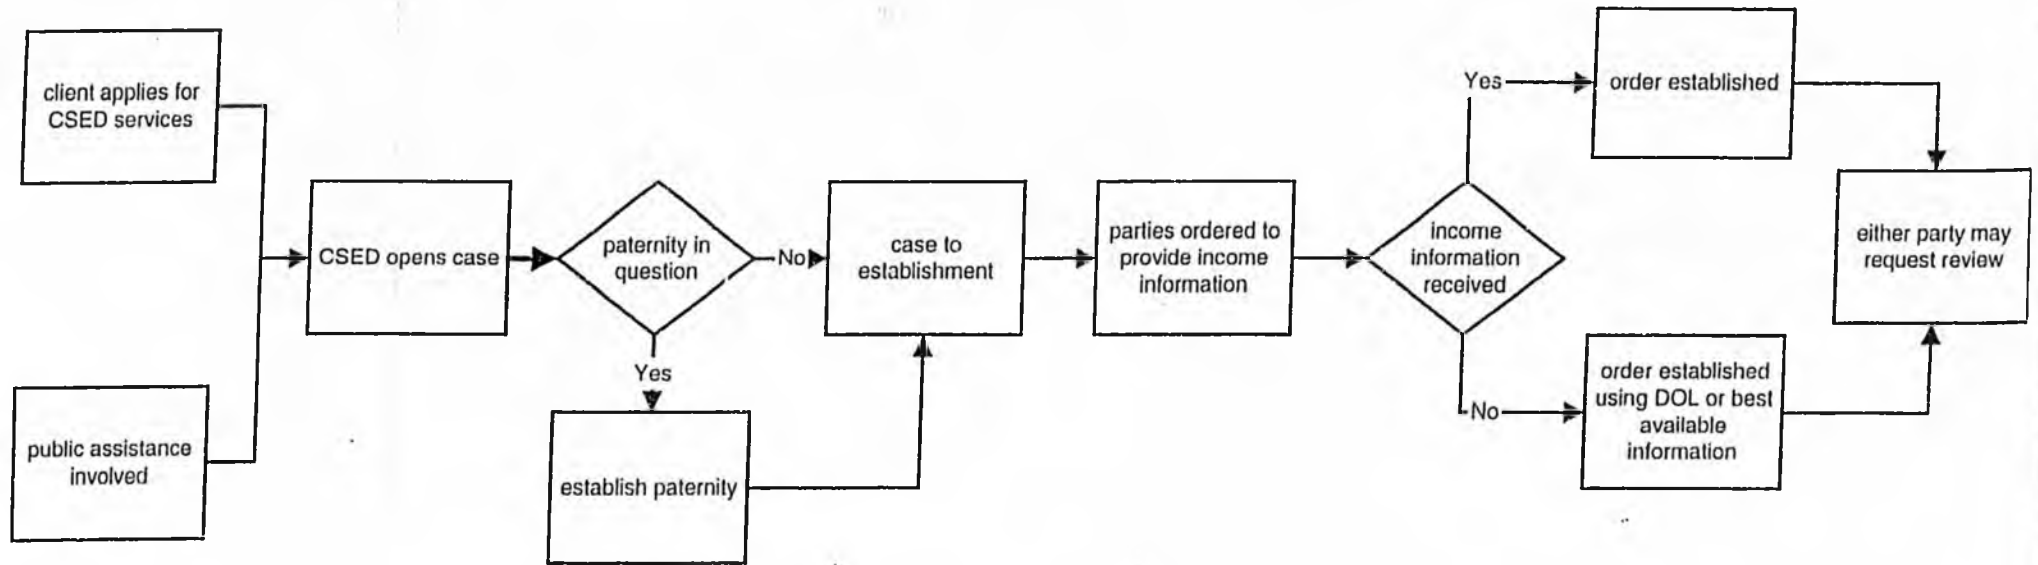 client applies for
CSED services
public assistance
involved
CSED opens case
paternity in
question
No
Yes
establish paternity
case to
establishment
parties ordered to
provide income
information
income
information
received
Yes
order established
No
order established
using DOL or best
available
information
either party may
request review